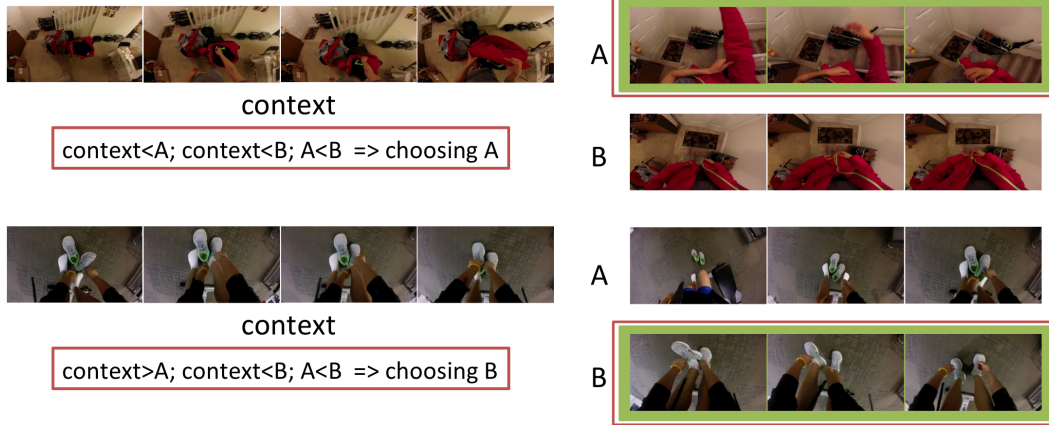 A
context
context<A; context<B; A<B => choosing A
B
A
context
context>A; context<B; A<B => choosing B
B